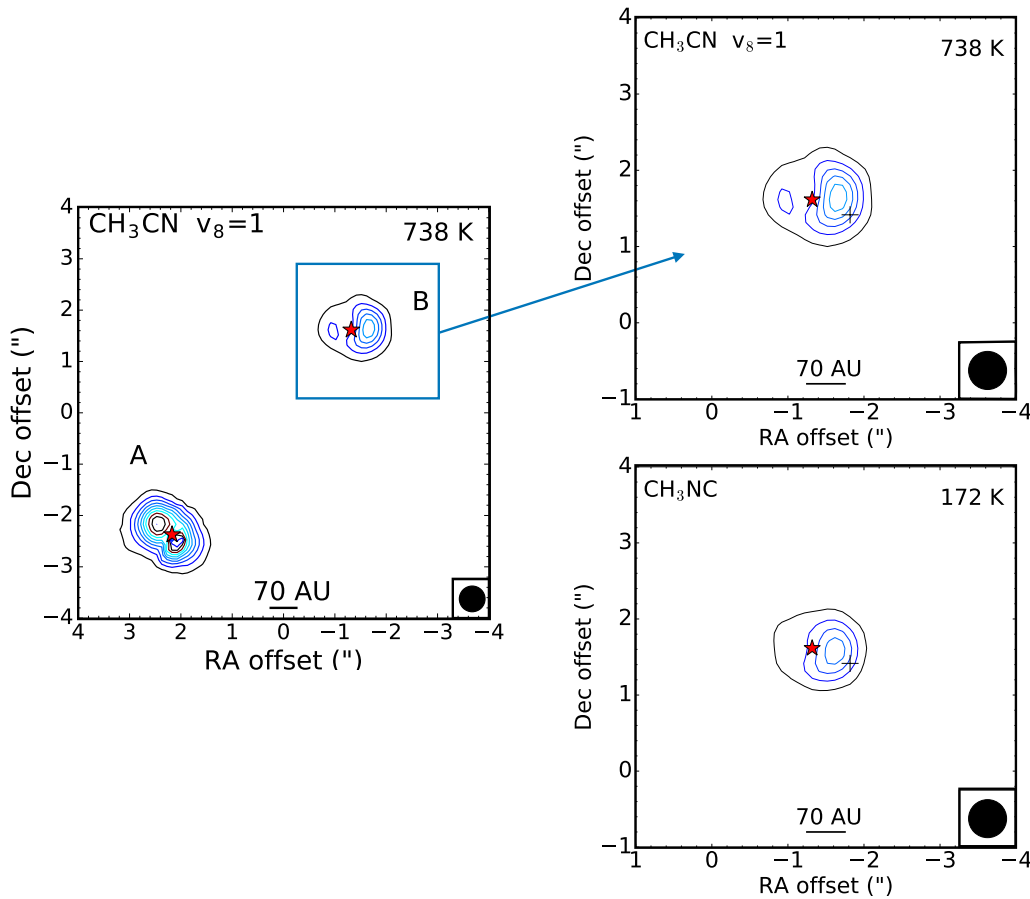 CH₃CN v₈=1
738 K
B
A
70 AU
4
3
2
1
0
−1
−2
−3
−4
4
3
2
1
0
−1
−2
−3
−4
RA offset (")
Dec offset (")
CH₃CN v₈=1
738 K
70 AU
4
3
2
1
0
−1
1
0
−1
−2
−3
−4
RA offset (")
Dec offset (")
CH₃NC
172 K
70 AU
4
3
2
1
0
−1
1
0
−1
−2
−3
−4
RA offset (")
Dec offset (")